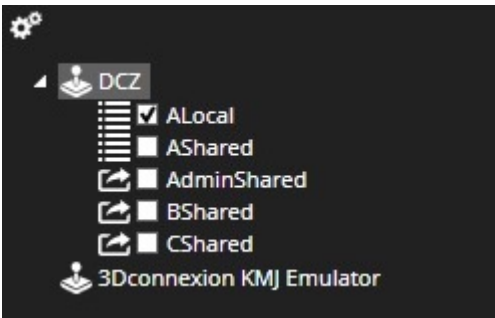 DCZ
ALocal
AShared
AdminShared
BShared
CShared
3Dconnexion KMJ Emulator